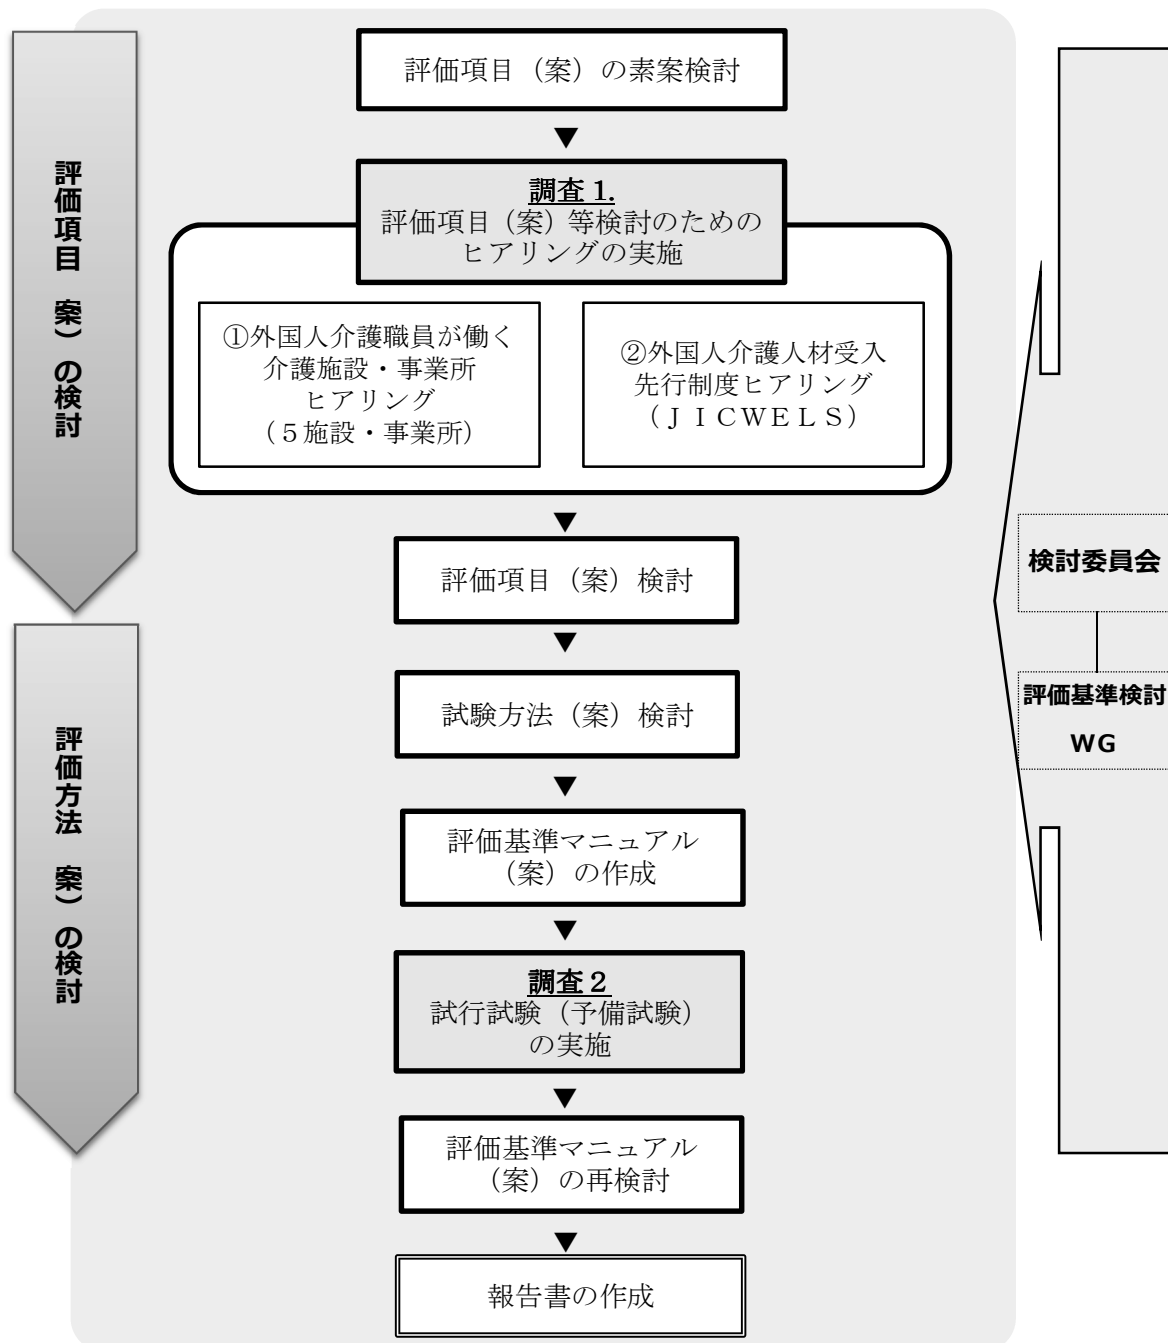 評価項目（案）の素案検討
調査 1.
評価項目（案）等検討のための
ヒアリングの実施
①外国人介護職員が働く
介護施設・事業所
ヒアリング
（５施設・事業所）
②外国人介護人材受入
先行制度ヒアリング
（ＪＩＣＷＥＬＳ）
評価項目（案）検討
試験方法（案）検討
評価基準マニュアル
（案）の作成
調査２
試行試験（予備試験）
の実施
評価基準マニュアル
（案）の再検討
報告書の作成
評価項目 案）の検討
評価方法 案）の検討
検討委員会
評価基準検討
WG